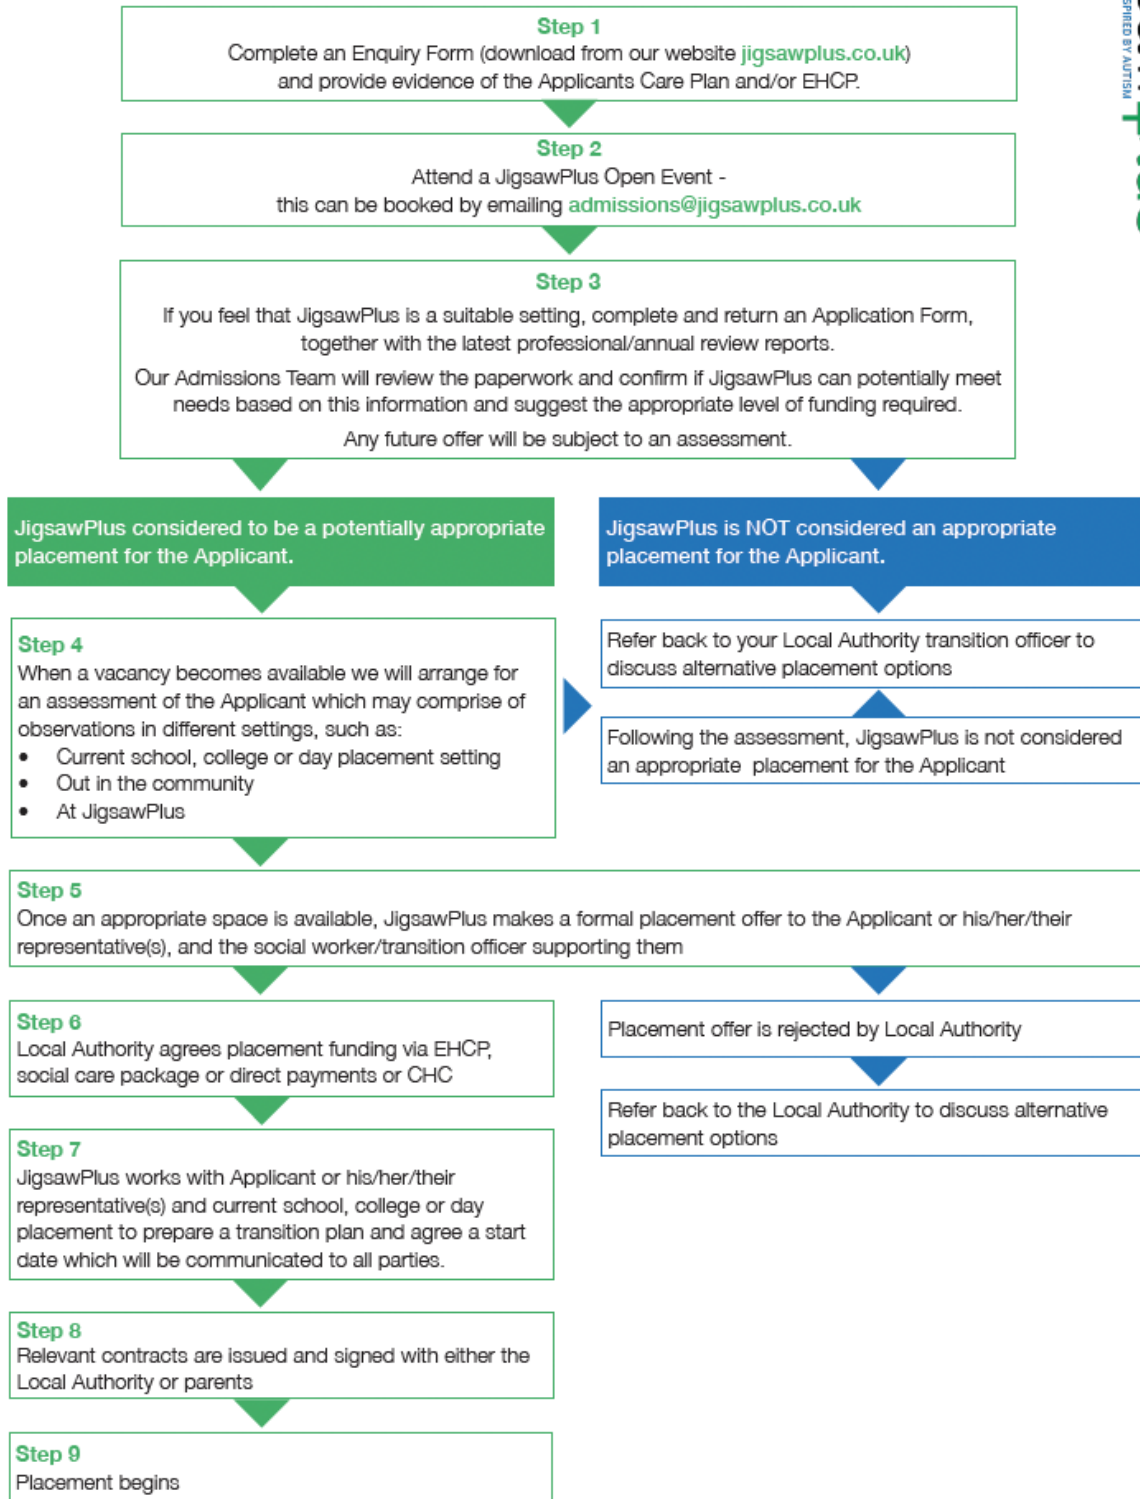 Step 1
Complete an Enquiry Form (download from our website jigsawplus.co.uk)
and provide evidence of the Applicants Care Plan and/or EHCP.
Step 2
Attend a JigsawPlus Open Event -
this can be booked by emailing admissions@jigsawplus.co.uk
Step 3
If you feel that JigsawPlus is a suitable setting, complete and return an Application Form,
together with the latest professional/annual review reports.
Our Admissions Team will review the paperwork and confirm if JigsawPlus can potentially meet
needs based on this information and suggest the appropriate level of funding required.
Any future offer will be subject to an assessment.
JigsawPlus considered to be a potentially appropriate
placement for the Applicant.
JigsawPlus is NOT considered an appropriate
placement for the Applicant.
Step 4
When a vacancy becomes available we will arrange for
an assessment of the Applicant which may comprise of
observations in different settings, such as:
• Current school, college or day placement setting
• Out in the community
• At JigsawPlus
Refer back to your Local Authority transition officer to
discuss alternative placement options
Following the assessment, JigsawPlus is not considered
an appropriate placement for the Applicant
Step 5
Once an appropriate space is available, JigsawPlus makes a formal placement offer to the Applicant or his/her/their
representative(s), and the social worker/transition officer supporting them
Step 6
Local Authority agrees placement funding via EHCP,
social care package or direct payments or CHC
Placement offer is rejected by Local Authority
Refer back to the Local Authority to discuss alternative
placement options
Step 7
JigsawPlus works with Applicant or his/her/their
representative(s) and current school, college or day
placement to prepare a transition plan and agree a start
date which will be communicated to all parties.
Step 8
Relevant contracts are issued and signed with either the
Local Authority or parents
Step 9
Placement begins
BY AUTISM